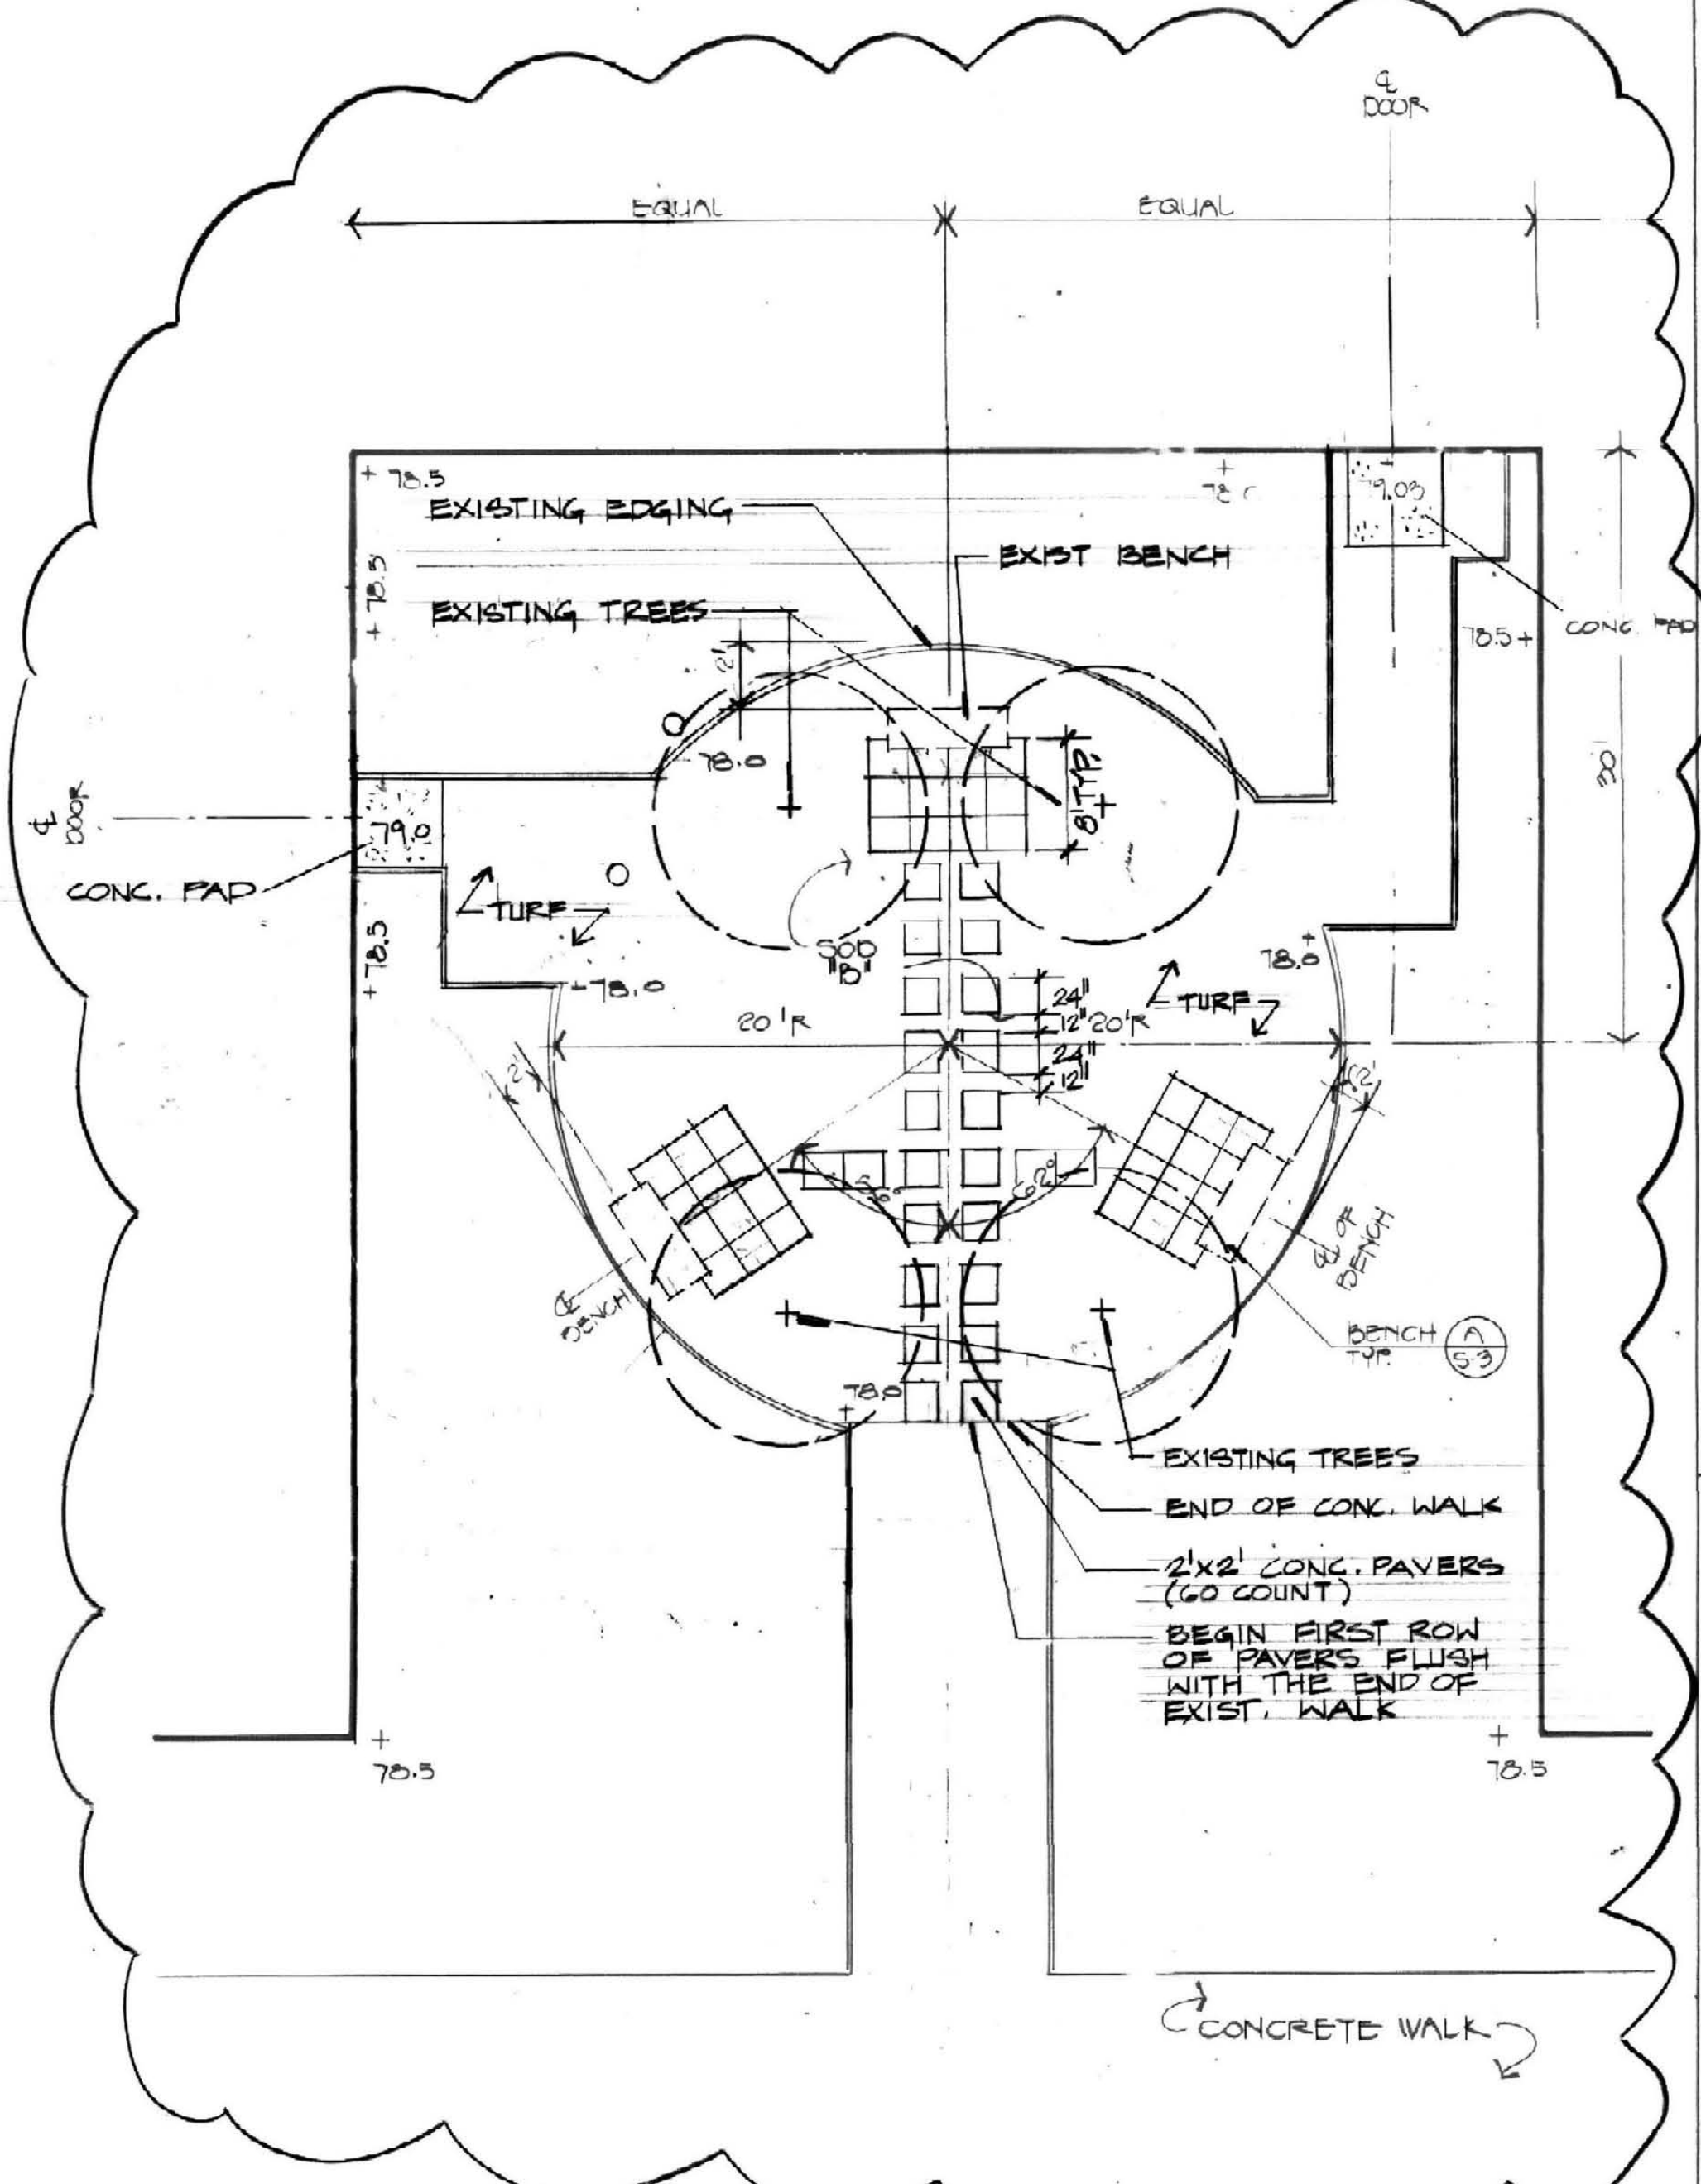 ℄
DOOR
EQUAL
EQUAL
+ 78.5
EXISTING EDGING
79.03
EXIST BENCH
+ 78.5
EXISTING TREES
2'
78.5 +
CONC. PAD
78.0
8' TYP.
30
℄
DOOR
79.0
CONC. PAD
TURF
SOD
"B"
+ 78.5
78.0 +
+ 78.0
24"
TURF
20'R
12"
20'R
24"
12"
2'
2'
62°
℄ OF
BENCH
℄
BENCH
BENCH
TYP.
A
S-3
78.0
+
EXISTING TREES
END OF CONC. WALK
2'X2' CONC. PAVERS
(60 COUNT)
BEGIN FIRST ROW
OF PAVERS FLUSH
WITH THE END OF
EXIST. WALK
+
78.5
+
78.5
CONCRETE WALK